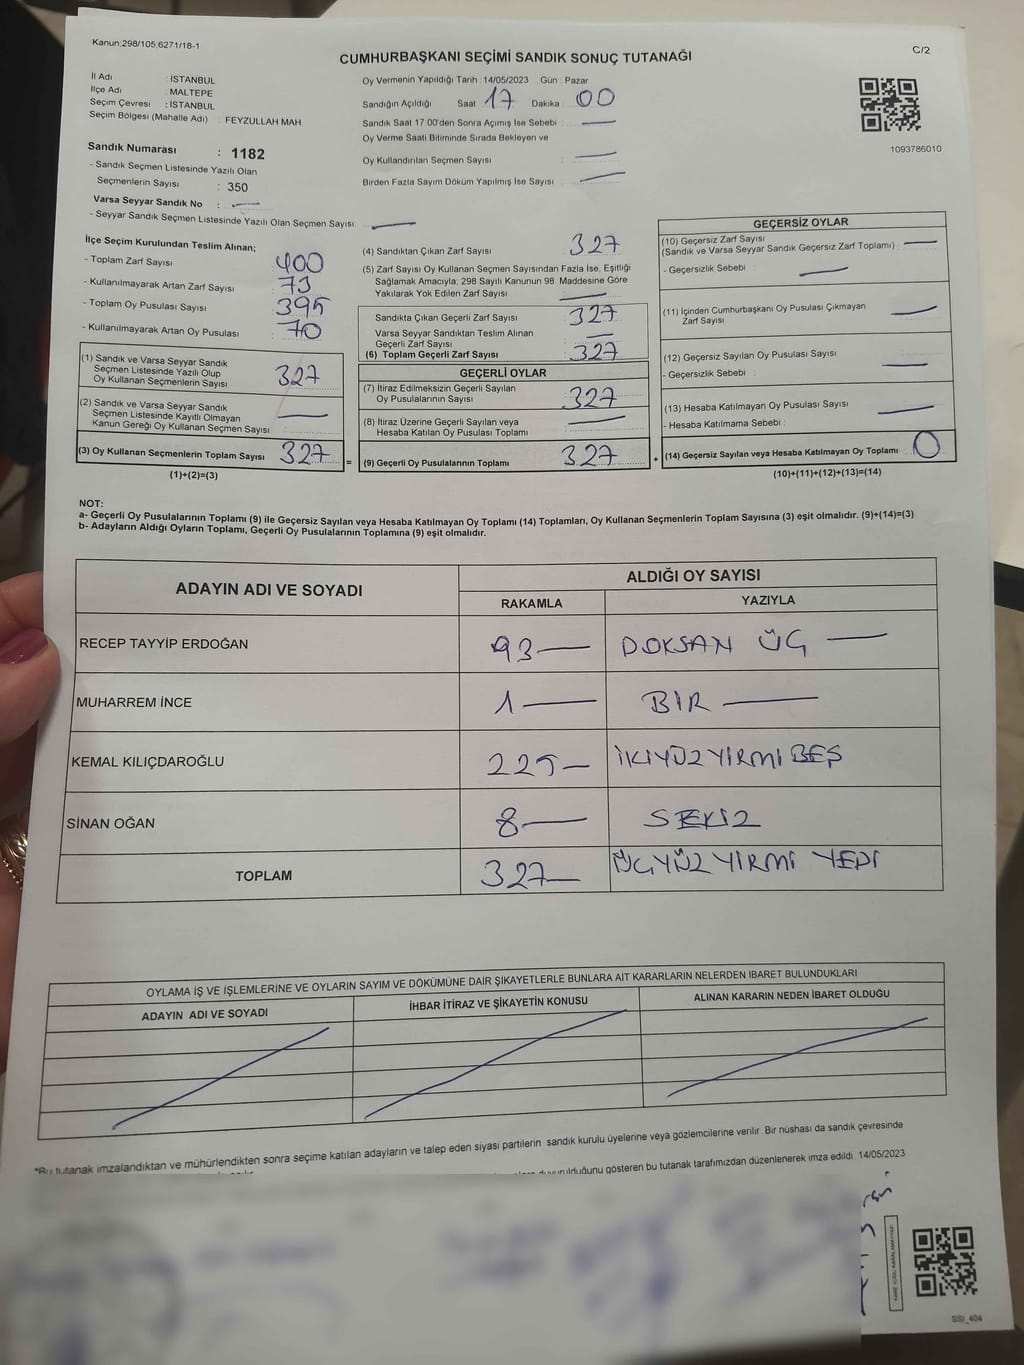 Kanun:298/105,6271/18-1
C/2
CUMHURBAŞKANI SEÇİMİ SANDIK SONUÇ TUTANAĞI
İl Adı : İSTANBUL
İlçe Adı : MALTEPE
Seçim Çevresi : İSTANBUL
Seçim Bölgesi (Mahalle Adı) : FEYZULLAH MAH.
Oy Vermenin Yapıldığı Tarih : 14/05/2023 Gün : Pazar
Sandığın Açıldığı Saat 17 Dakika 00
Sandık Saat 17:00'den Sonra Açımış İse Sebebi : —
Oy Verme Saati Bitiminde Sırada Bekleyen ve
Oy Kullandırılan Seçmen Sayısı : —
Birden Fazla Sayım Döküm Yapılmış İse Sayısı : —
1093786010
Sandık Numarası : 1182
- Sandık Seçmen Listesinde Yazılı Olan
Seçmenlerin Sayısı : 350
Varsa Seyyar Sandık No : —
- Seyyar Sandık Seçmen Listesinde Yazılı Olan Seçmen Sayısı : —
İlçe Seçim Kurulundan Teslim Alınan;
- Toplam Zarf Sayısı 400
- Kullanılmayarak Artan Zarf Sayısı : 73
- Toplam Oy Pusulası Sayısı 395
- Kullanılmayarak Artan Oy Pusulası 70
(1) Sandık ve Varsa Seyyar Sandık
Seçmen Listesinde Yazılı Olup
Oy Kullanan Seçmenlerin Sayısı 327
(2) Sandık ve Varsa Seyyar Sandık
Seçmen Listesinde Kayıtlı Olmayan
Kanun Gereği Oy Kullanan Seçmen Sayısı —
(3) Oy Kullanan Seçmenlerin Toplam Sayısı 327
(1)+(2)=(3)
=
(4) Sandıktan Çıkan Zarf Sayısı 327
(5) Zarf Sayısı Oy Kullanan Seçmen Sayısından Fazla İse, Eşitliği
Sağlamak Amacıyla; 298 Sayılı Kanunun 98. Maddesine Göre
Yakılarak Yok Edilen Zarf Sayısı —
Sandıkta Çıkan Geçerli Zarf Sayısı 327
Varsa Seyyar Sandıktan Teslim Alınan
Geçerli Zarf Sayısı —
(6) Toplam Geçerli Zarf Sayısı 327
GEÇERLİ OYLAR
(7) İtiraz Edilmeksizin Geçerli Sayılan
Oy Pusulalarının Sayısı 327
(8) İtiraz Üzerine Geçerli Sayılan veya
Hesaba Katılan Oy Pusulası Toplamı —
(9) Geçerli Oy Pusulalarının Toplamı 327
+
GEÇERSİZ OYLAR
(10) Geçersiz Zarf Sayısı
(Sandık ve Varsa Seyyar Sandık Geçersiz Zarf Toplamı) : —
- Geçersizlik Sebebi : —
(11) İçinden Cumhurbaşkanı Oy Pusulası Çıkmayan
Zarf Sayısı —
(12) Geçersiz Sayılan Oy Pusulası Sayısı —
- Geçersizlik Sebebi :
(13) Hesaba Katılmayan Oy Pusulası Sayısı —
- Hesaba Katılmama Sebebi :
(14) Geçersiz Sayılan veya Hesaba Katılmayan Oy Toplamı 0
(10)+(11)+(12)+(13)=(14)
NOT:
a- Geçerli Oy Pusulalarının Toplamı (9) ile Geçersiz Sayılan veya Hesaba Katılmayan Oy Toplamı (14) Toplamları, Oy Kullanan Seçmenlerin Toplam Sayısına (3) eşit olmalıdır. (9)+(14)=(3)
b- Adayların Aldığı Oyların Toplamı, Geçerli Oy Pusulalarının Toplamına (9) eşit olmalıdır.
ADAYIN ADI VE SOYADI ALDIĞI OY SAYISI
RAKAMLA YAZIYLA
RECEP TAYYİP ERDOĞAN 93— DOKSAN ÜÇ —
MUHARREM İNCE 1— BİR —
KEMAL KILIÇDAROĞLU 225— İKİYÜZYİRMİ BEŞ
SİNAN OĞAN 8— SEKİZ
TOPLAM 327— ÜÇYÜZ YİRMİ YEDİ
OYLAMA İŞ VE İŞLEMLERİNE VE OYLARIN SAYIM VE DÖKÜMÜNE DAİR ŞİKAYETLERLE BUNLARA AİT KARARLARIN NELERDEN İBARET BULUNDUKLARI
ADAYIN ADI VE SOYADI İHBAR İTİRAZ VE ŞİKAYETİN KONUSU ALINAN KARARIN NEDEN İBARET OLDUĞU
*Bu tutanak imzalandıktan ve mühürlendikten sonra seçime katılan adayların ve talep eden siyasi partilerin sandık kurulu üyelerine veya gözlemcilerine verilir. Bir nüshası da sandık çevresinde
duyurulduğunu gösteren bu tutanak tarafımızdan düzenlenerek imza edildi. 14/05/2023
SSI_404